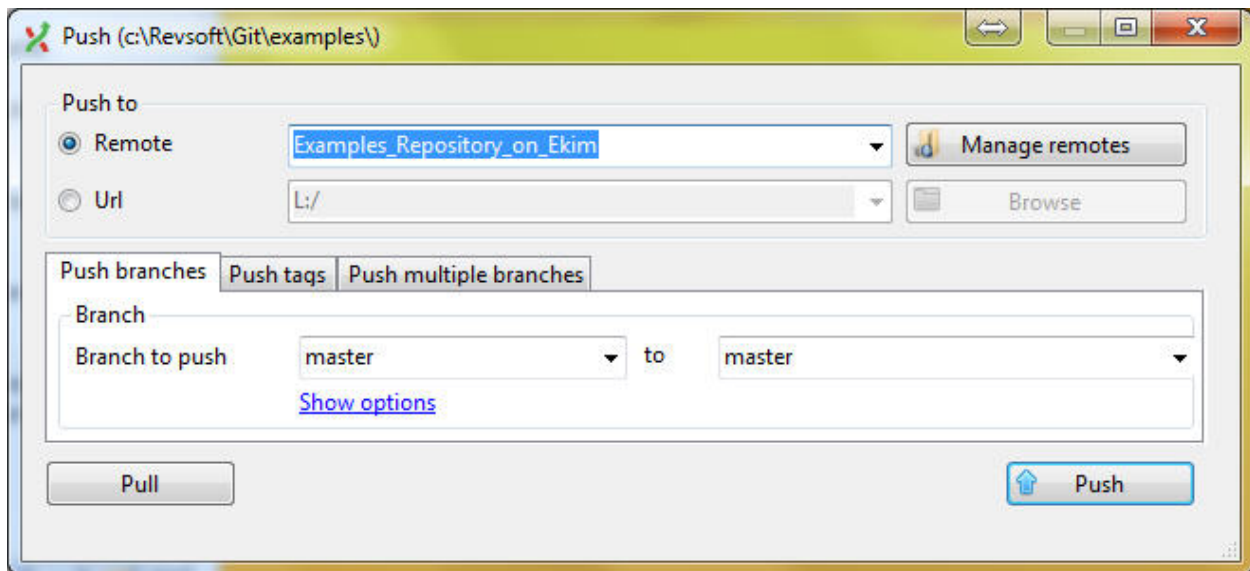 Push (c:\Revsoft\Git\examples\)
Push to
Remote Examples_Repository_on_Ekim Manage remotes
Url L:/ Browse
Push branches Push tags Push multiple branches
Branch
Branch to push master to master
Show options
Pull Push